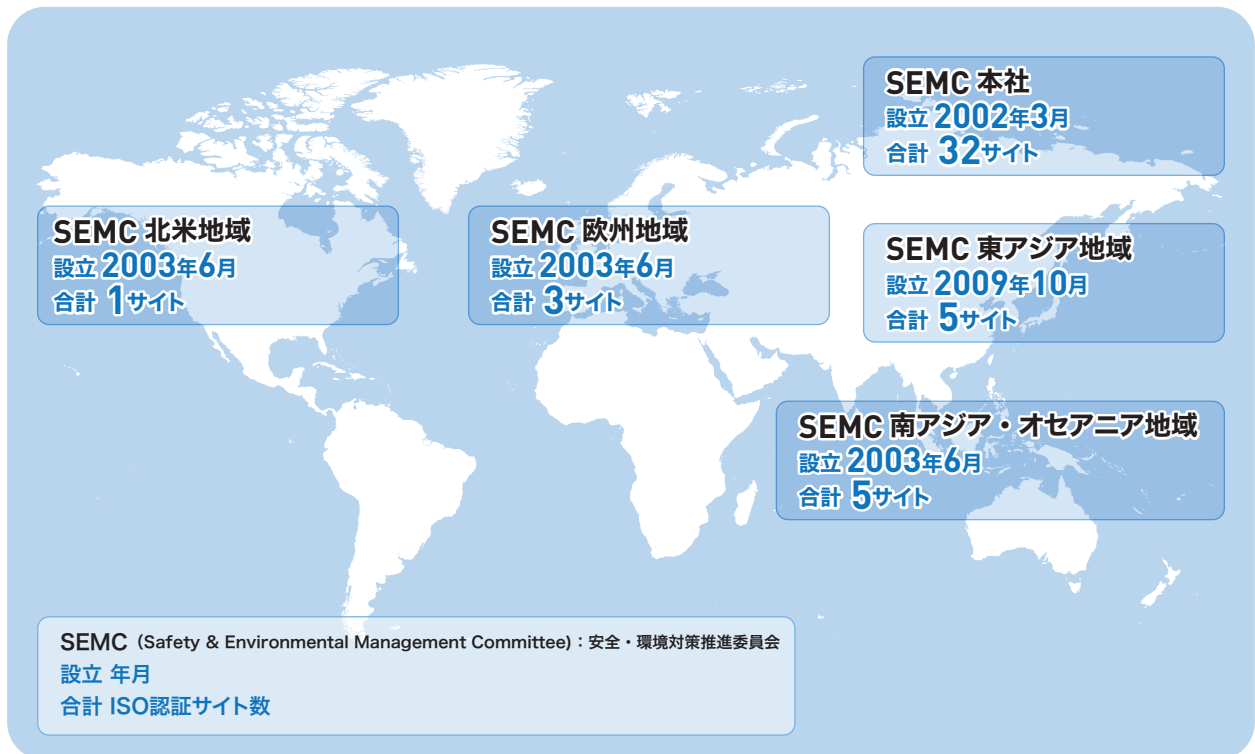 SEMC 本社
設立 2002年3月
合計 32サイト
SEMC 北米地域
設立 2003年6月
合計 1サイト
SEMC 欧州地域
設立 2003年6月
合計 3サイト
SEMC 東アジア地域
設立 2009年10月
合計 5サイト
SEMC 南アジア・オセアニア地域
設立 2003年6月
合計 5サイト
SEMC (Safety & Environmental Management Committee)：安全・環境対策推進委員会
設立 年月
合計 ISO認証サイト数